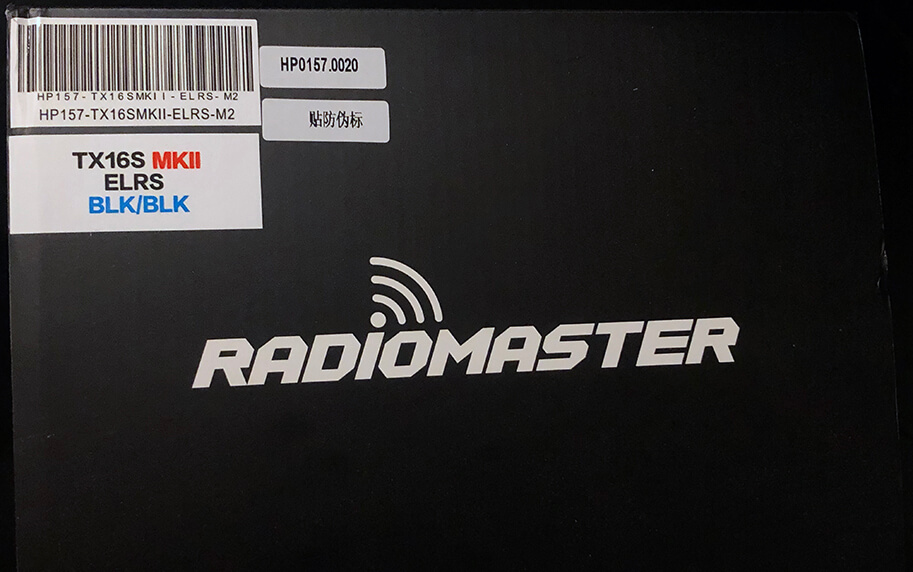 HP157-TX16SMKII-ELRS-M2
HP157-TX16SMKII-ELRS-M2
HP0157.0020
贴防伪标
TX16S MKII
ELRS
BLK/BLK
RADIOMASTER